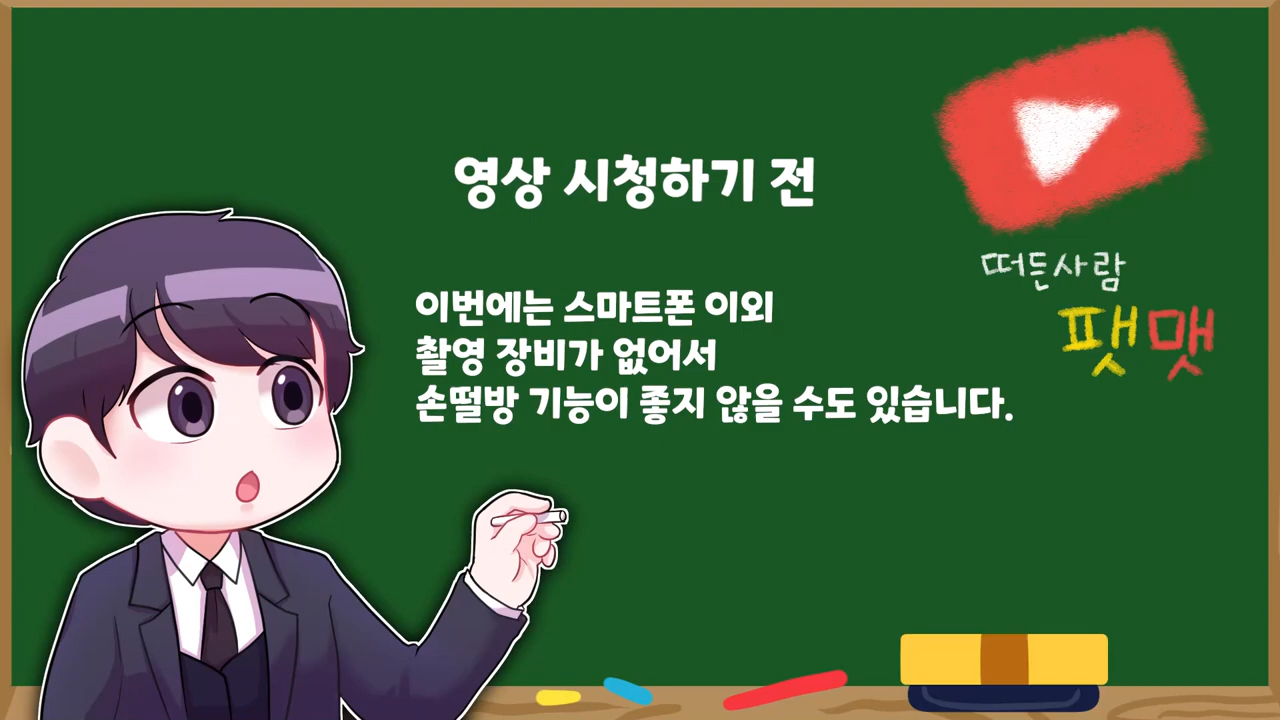 영상 시청하기 전
떠든사람
팻맷
이번에는 스마트폰 이외
촬영 장비가 없어서
손떨방 기능이 좋지 않을 수도 있습니다.